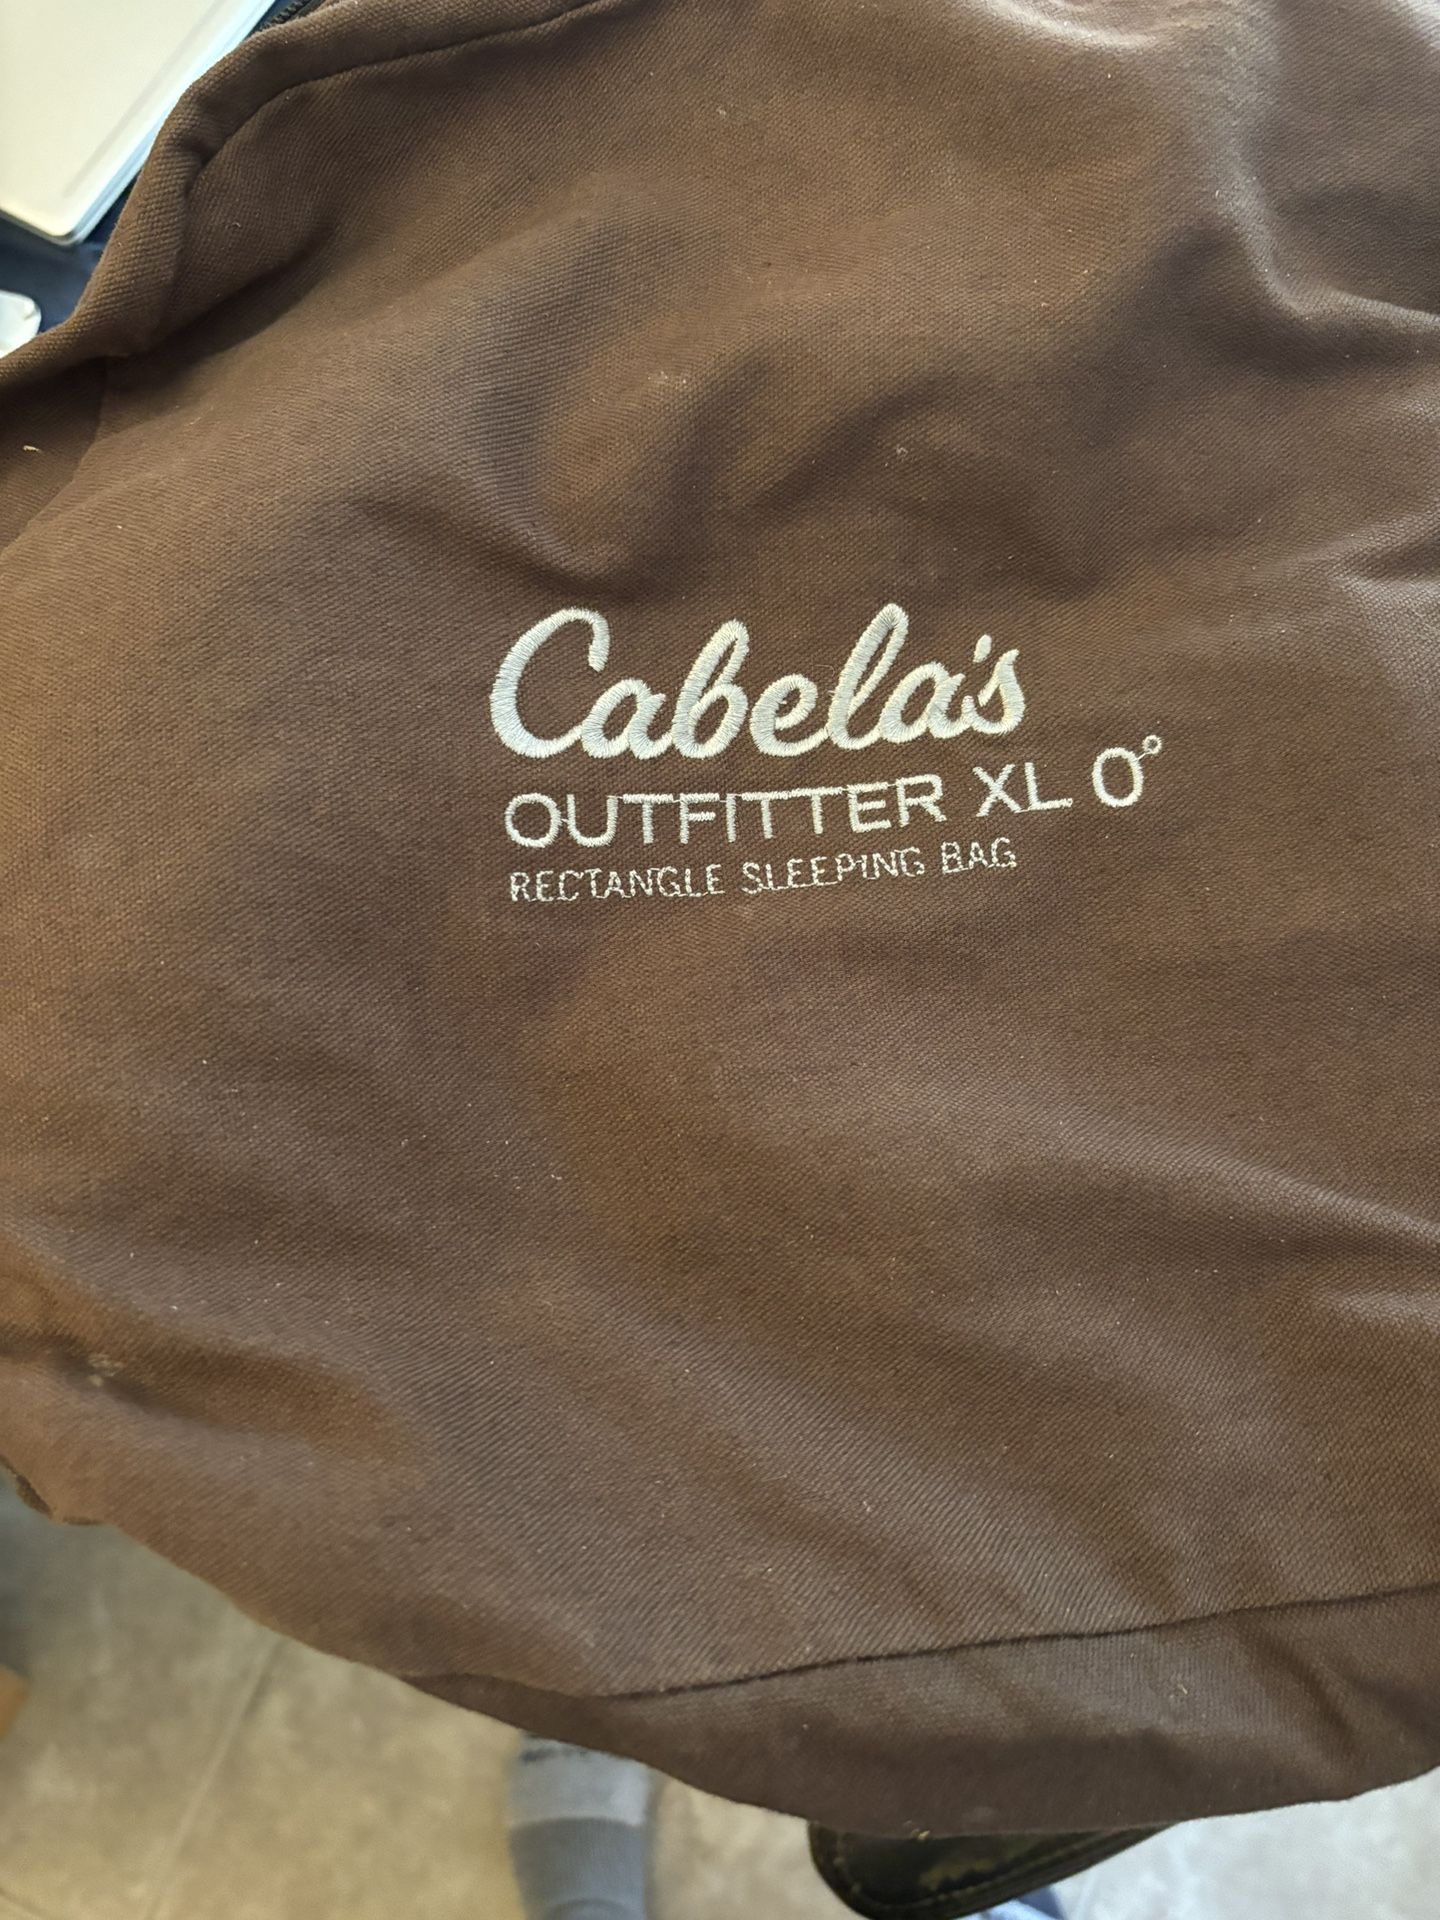 Cabela's
OUTFITTER XL 0°
RECTANGLE SLEEPING BAG